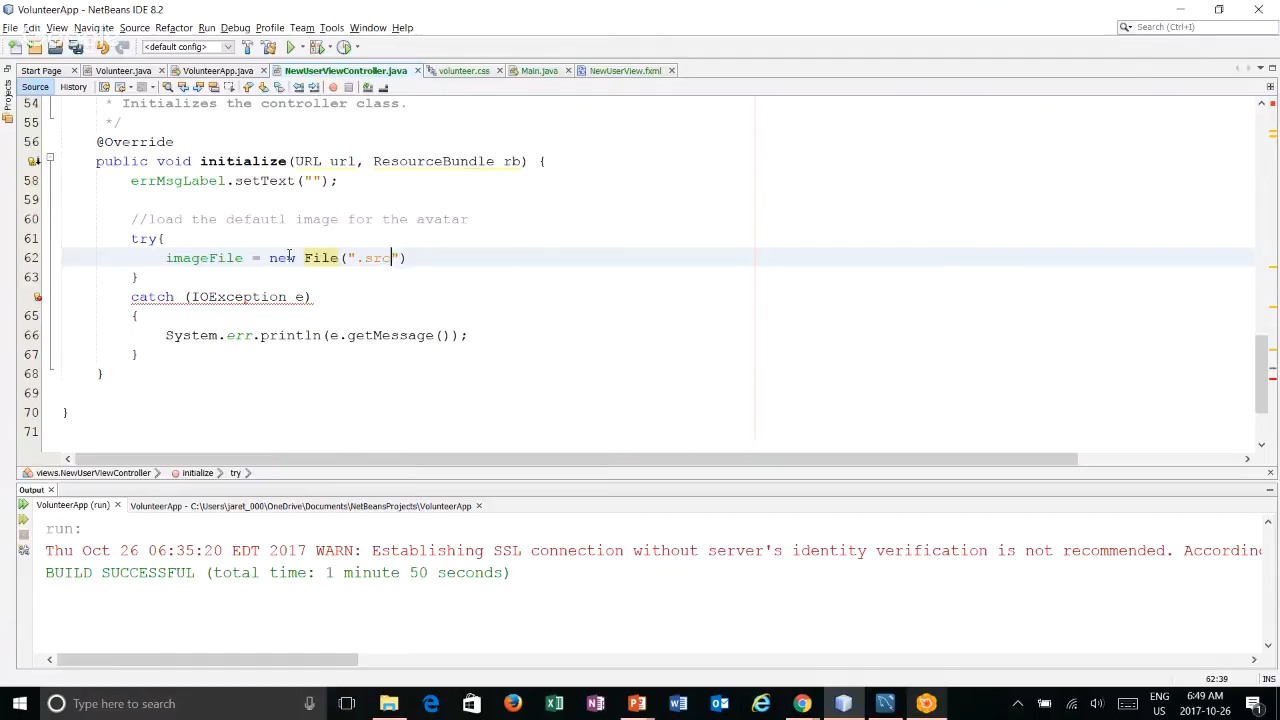 VolunteerApp - NetBeans IDE 8.2
File Edit View Navigate Source Refactor Run Debug Profile Team Tools Window Help
Search (Ctrl+I)
<default config>
Start Page Volunteer.java VolunteerApp.java NewUserViewController.java volunteer.css Main.java NewUserView.fxml
Source History
Projects
54 * Initializes the controller class.
55 */
56 @Override
public void initialize(URL url, ResourceBundle rb) {
58 errMsgLabel.setText("");
59
60 //load the defautl image for the avatar
61 try{
62 imageFile = new File(".src")
63 }
catch (IOException e)
65 {
66 System.err.println(e.getMessage());
67 }
68 }
69
70 }
71
views.NewUserViewController initialize try
Output
VolunteerApp (run) VolunteerApp - C:\Users\jaret_000\OneDrive\Documents\NetBeansProjects\VolunteerApp
run:
Thu Oct 26 06:35:20 EDT 2017 WARN: Establishing SSL connection without server's identity verification is not recommended. According
BUILD SUCCESSFUL (total time: 1 minute 50 seconds)
62:39 INS
Type here to search
ENG 6:49 AM
US 2017-10-26